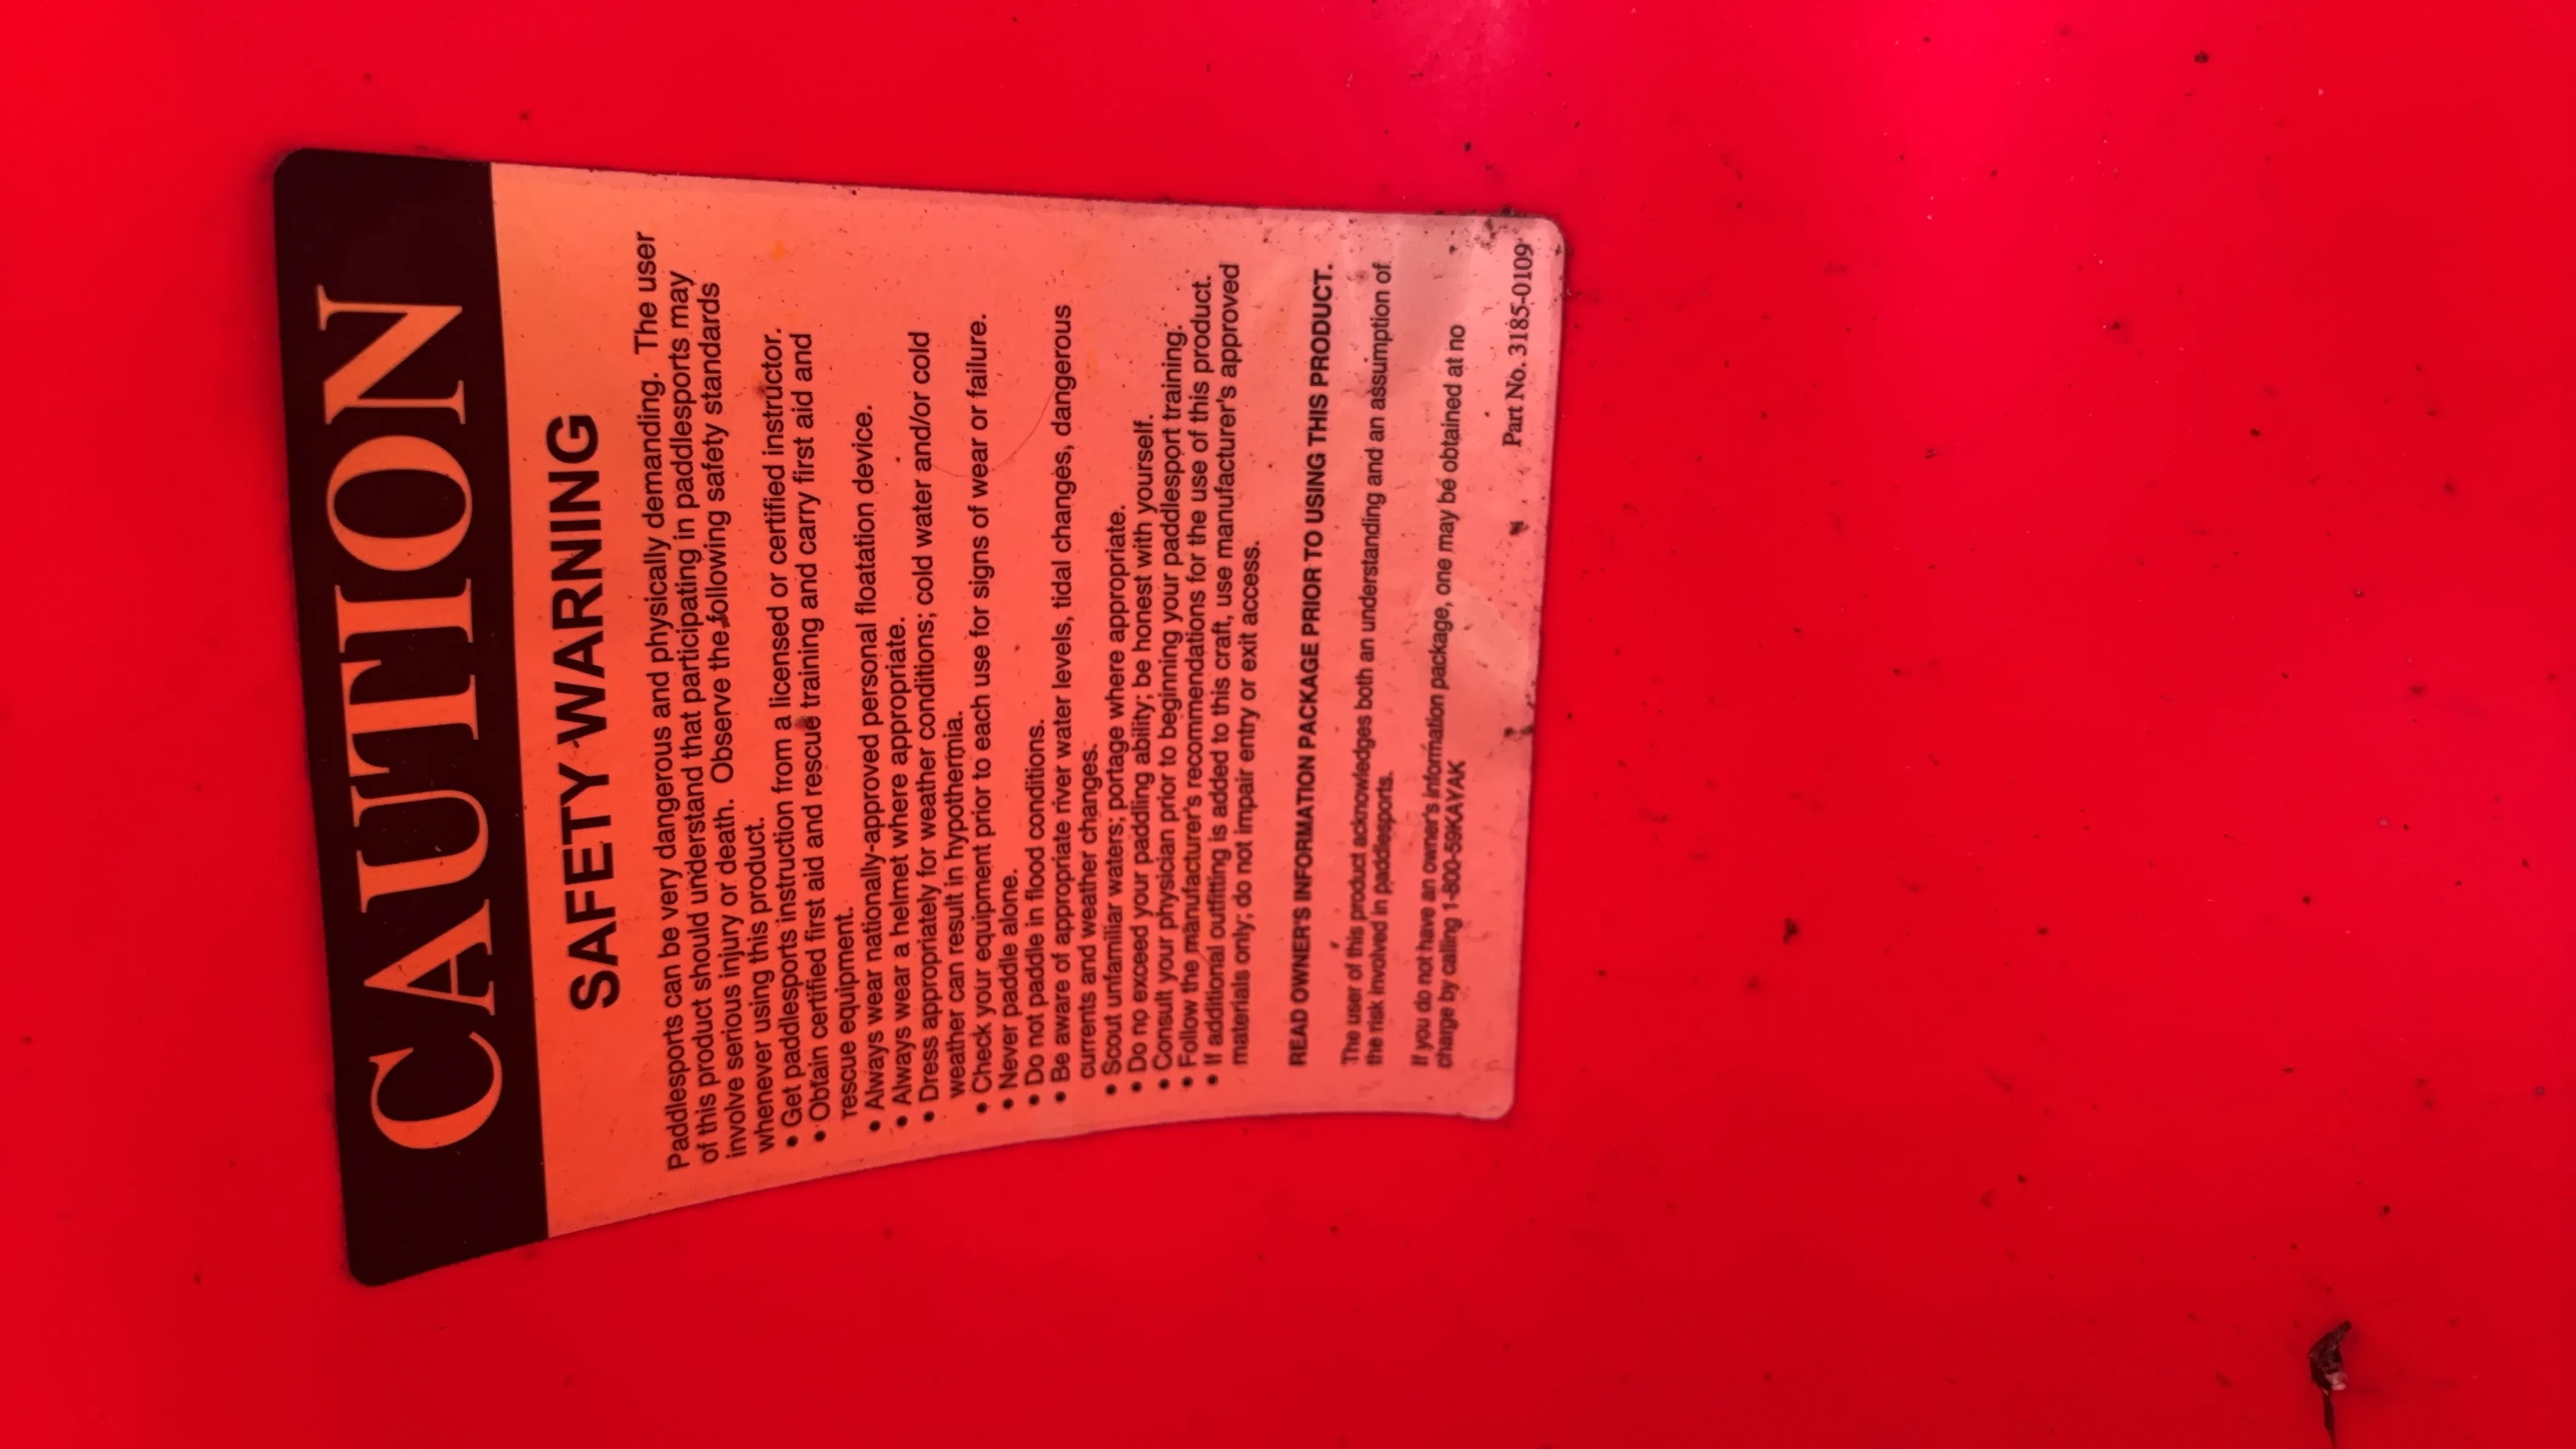 CAUTION
SAFETY WARNING
Paddlesports can be very dangerous and physically demanding. The user
of this product should understand that participating in paddlesports may
involve serious injury or death. Observe the following safety standards
whenever using this product.
• Get paddlesports instruction from a licensed or certified instructor.
• Obtain certified first aid and rescue training and carry first aid and
rescue equipment.
• Always wear nationally-approved personal floatation device.
• Always wear a helmet where appropriate.
• Dress appropriately for weather conditions; cold water and/or cold
weather can result in hypothermia.
• Check your equipment prior to each use for signs of wear or failure.
• Never paddle alone.
• Do not paddle in flood conditions.
• Be aware of appropriate river water levels, tidal changes, dangerous
currents and weather changes.
• Scout unfamiliar waters; portage where appropriate.
• Do no exceed your paddling ability; be honest with yourself.
• Consult your physician prior to beginning your paddlesport training.
• Follow the manufacturer's recommendations for the use of this product.
• If additional outfitting is added to this craft, use manufacturer's approved
materials only; do not impair entry or exit access.
READ OWNER'S INFORMATION PACKAGE PRIOR TO USING THIS PRODUCT.
The user of this product acknowledges both an understanding and an assumption of
the risk involved in paddlesports.
If you do not have an owner's information package, one may be obtained at no
charge by calling 1-800-59KAYAK
Part No. 3185-0109